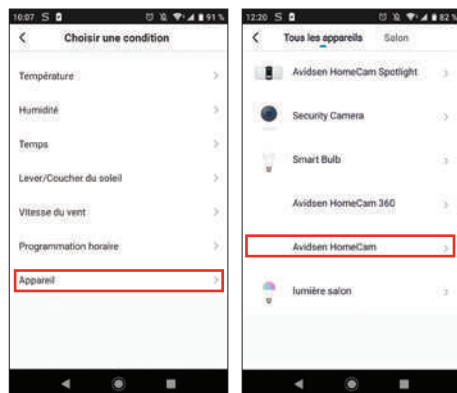 10:07 S 91 %
Choisir une condition
Température
Humidité
Temps
Lever/Coucher du soleil
Vitesse du vent
Programmation horaire
Appareil
12:20 S 82 %
Tous les appareils Salon
Avidsen HomeCam Spotlight
Security Camera
Smart Bulb
Avidsen HomeCam 360
Avidsen HomeCam
lumière salon